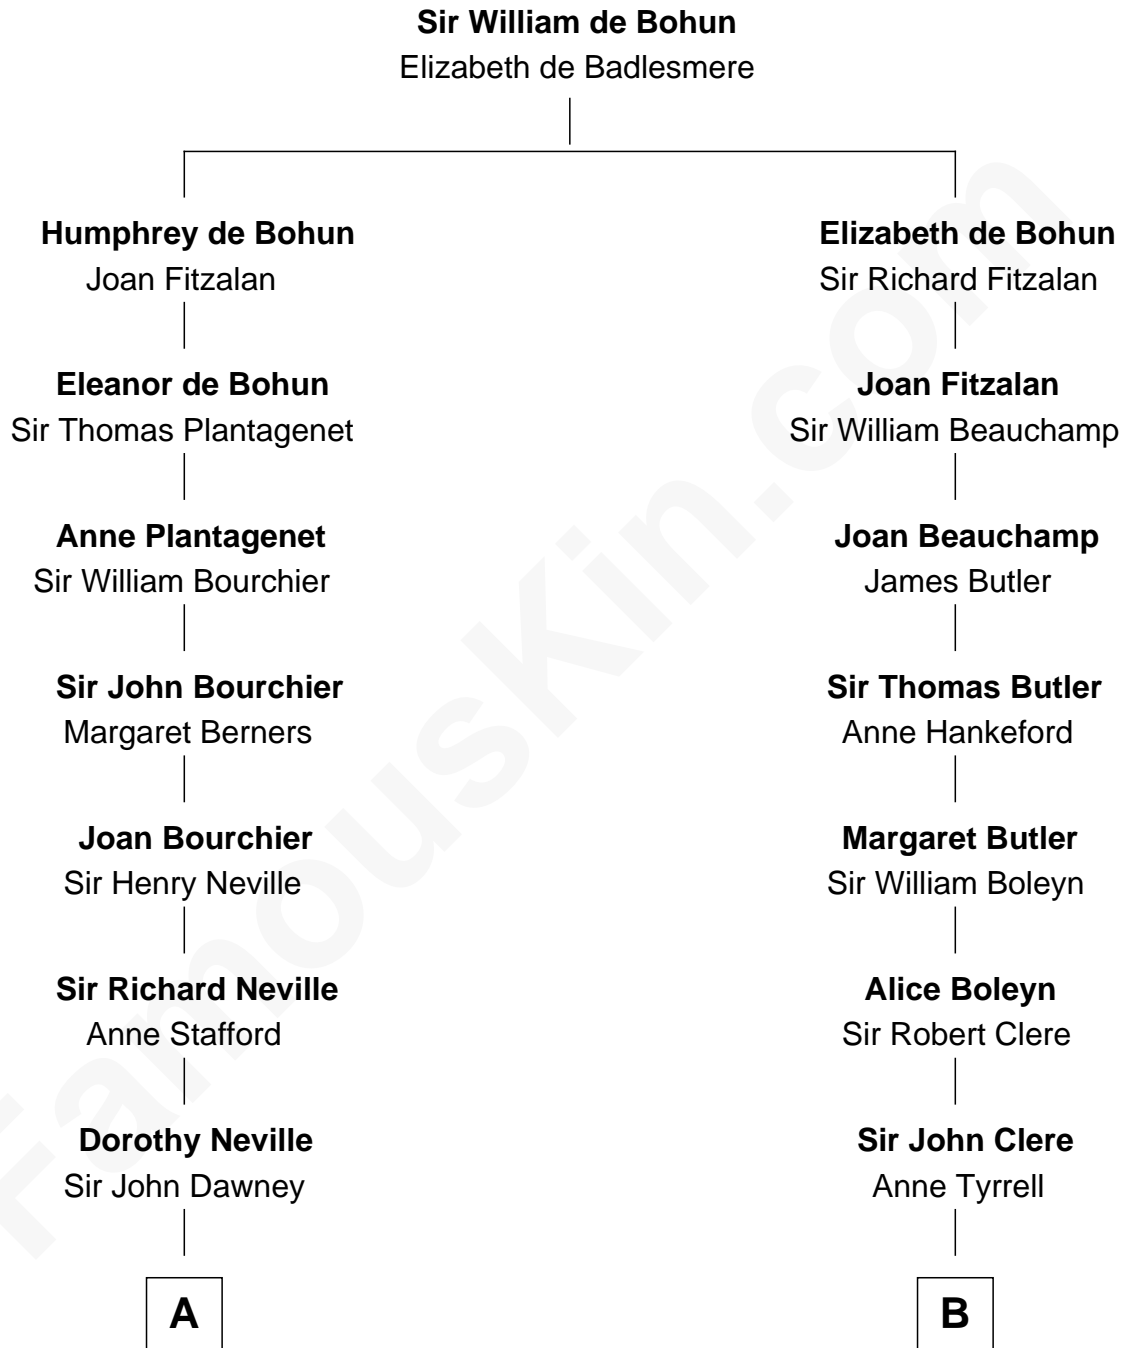 Sir William de Bohun
Elizabeth de Badlesmere
Humphrey de Bohun
Joan Fitzalan
Elizabeth de Bohun
Sir Richard Fitzalan
Eleanor de Bohun
Sir Thomas Plantagenet
Joan Fitzalan
Sir William Beauchamp
Anne Plantagenet
Sir William Bourchier
Joan Beauchamp
James Butler
Sir John Bourchier
Margaret Berners
Sir Thomas Butler
Anne Hankeford
Joan Bourchier
Sir Henry Neville
Margaret Butler
Sir William Boleyn
Sir Richard Neville
Anne Stafford
Alice Boleyn
Sir Robert Clere
Dorothy Neville
Sir John Dawney
Sir John Clere
Anne Tyrrell
A
B
FamousKin.com